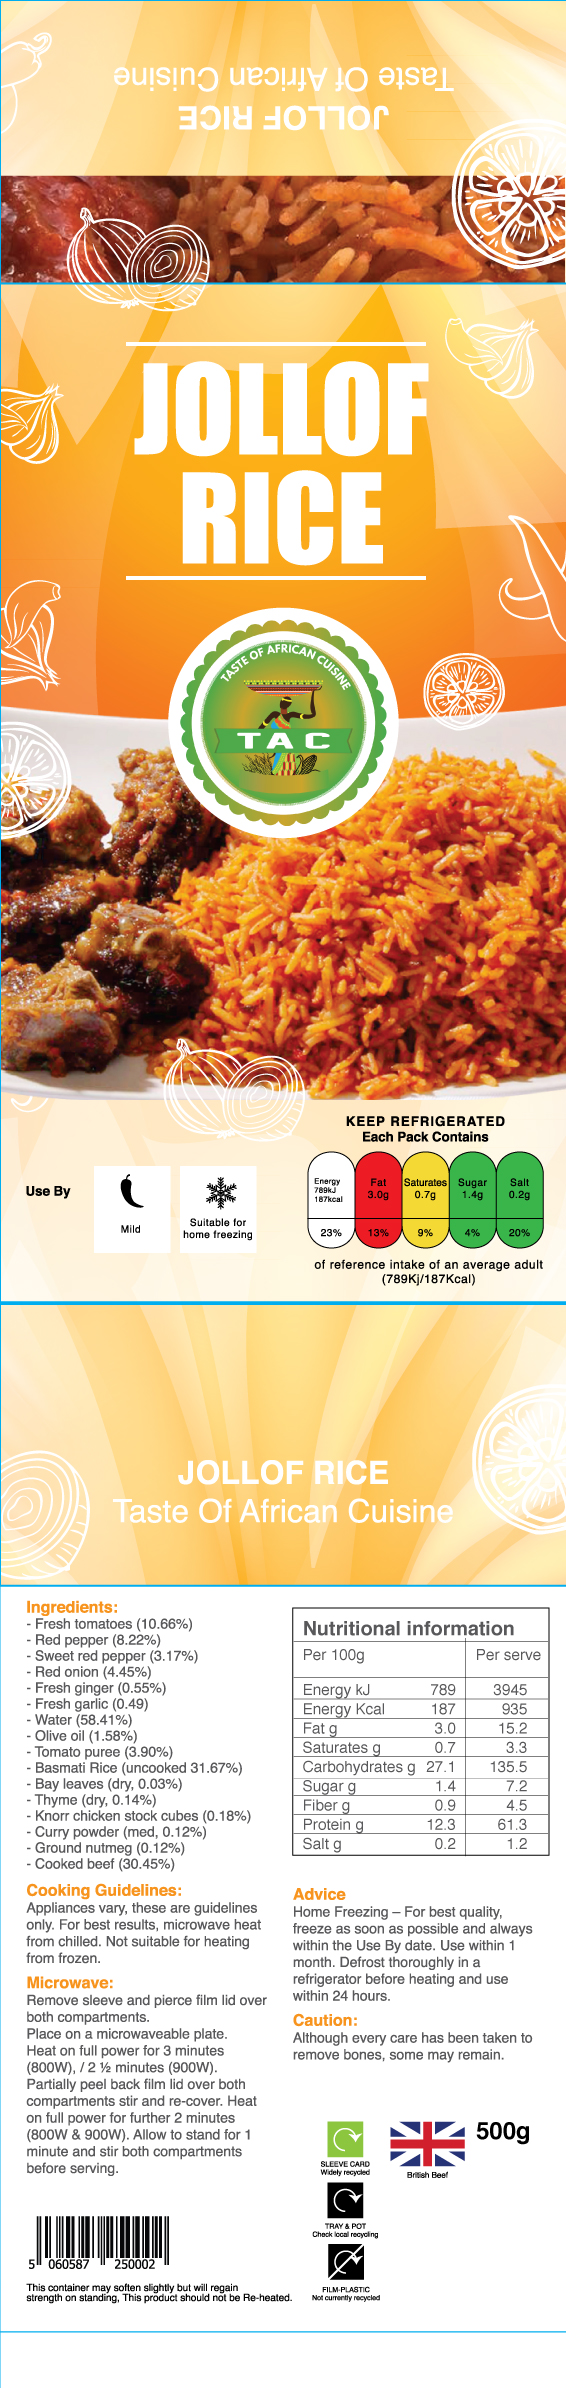 Taste Of African Cuisine
JOLLOF RICE
JOLLOF
RICE
TASTE OF AFRICAN CUISINE
TAC
KEEP REFRIGERATED
Each Pack Contains
Use By
Mild
Suitable for
home freezing
Energy
789kJ
187kcal
23%
Fat
3.0g
13%
Saturates
0.7g
9%
Sugar
1.4g
4%
Salt
0.2g
20%
of reference intake of an average adult
(789Kj/187Kcal)
JOLLOF RICE
Taste Of African Cuisine
Ingredients:
- Fresh tomatoes (10.66%)
- Red pepper (8.22%)
- Sweet red pepper (3.17%)
- Red onion (4.45%)
- Fresh ginger (0.55%)
- Fresh garlic (0.49)
- Water (58.41%)
- Olive oil (1.58%)
- Tomato puree (3.90%)
- Basmati Rice (uncooked 31.67%)
- Bay leaves (dry, 0.03%)
- Thyme (dry, 0.14%)
- Knorr chicken stock cubes (0.18%)
- Curry powder (med, 0.12%)
- Ground nutmeg (0.12%)
- Cooked beef (30.45%)
Cooking Guidelines:
Appliances vary, these are guidelines
only. For best results, microwave heat
from chilled. Not suitable for heating
from frozen.
Microwave:
Remove sleeve and pierce film lid over
both compartments.
Place on a microwaveable plate.
Heat on full power for 3 minutes
(800W), / 2 ½ minutes (900W).
Partially peel back film lid over both
compartments stir and re-cover. Heat
on full power for further 2 minutes
(800W & 900W). Allow to stand for 1
minute and stir both compartments
before serving.
Nutritional information
Per 100g Per serve
Energy kJ 789 3945
Energy Kcal 187 935
Fat g 3.0 15.2
Saturates g 0.7 3.3
Carbohydrates g 27.1 135.5
Sugar g 1.4 7.2
Fiber g 0.9 4.5
Protein g 12.3 61.3
Salt g 0.2 1.2
Advice
Home Freezing – For best quality,
freeze as soon as possible and always
within the Use By date. Use within 1
month. Defrost thoroughly in a
refrigerator before heating and use
within 24 hours.
Caution:
Although every care has been taken to
remove bones, some may remain.
SLEEVE CARD
Widely recycled
British Beef
500g
TRAY & POT
Check local recycling
FILM-PLASTIC
Not currently recycled
5 060587 250002
This container may soften slightly but will regain
strength on standing, This product should not be Re-heated.